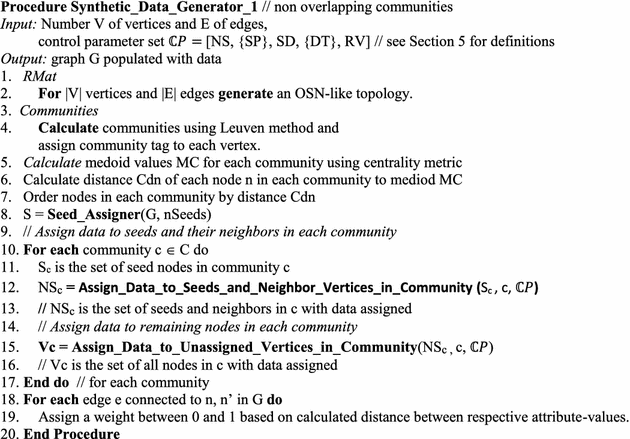 Procedure Synthetic_Data_Generator_1 // non overlapping communities
Input: Number V of vertices and E of edges,
control parameter set ℂP = [NS, {SP}, SD, {DT}, RV] // see Section 5 for definitions
Output: graph G populated with data
1. RMat
2. For |V| vertices and |E| edges generate an OSN-like topology.
3. Communities
4. Calculate communities using Leuven method and
assign community tag to each vertex.
5. Calculate medoid values MC for each community using centrality metric
6. Calculate distance Cdn of each node n in each community to mediod MC
7. Order nodes in each community by distance Cdn
8. S = Seed_Assigner(G, nSeeds)
9. // Assign data to seeds and their neighbors in each community
10. For each community c ∈ C do
11. Sc is the set of seed nodes in community c
12. NSc = Assign_Data_to_Seeds_and_Neighbor_Vertices_in_Community (Sc , c, ℂP)
13. // NSc is the set of seeds and neighbors in c with data assigned
14. // Assign data to remaining nodes in each community
15. Vc = Assign_Data_to_Unassigned_Vertices_in_Community(NSc , c, ℂP)
16. // Vc is the set of all nodes in c with data assigned
17. End do // for each community
18. For each edge e connected to n, n’ in G do
19. Assign a weight between 0 and 1 based on calculated distance between respective attribute-values.
20. End Procedure